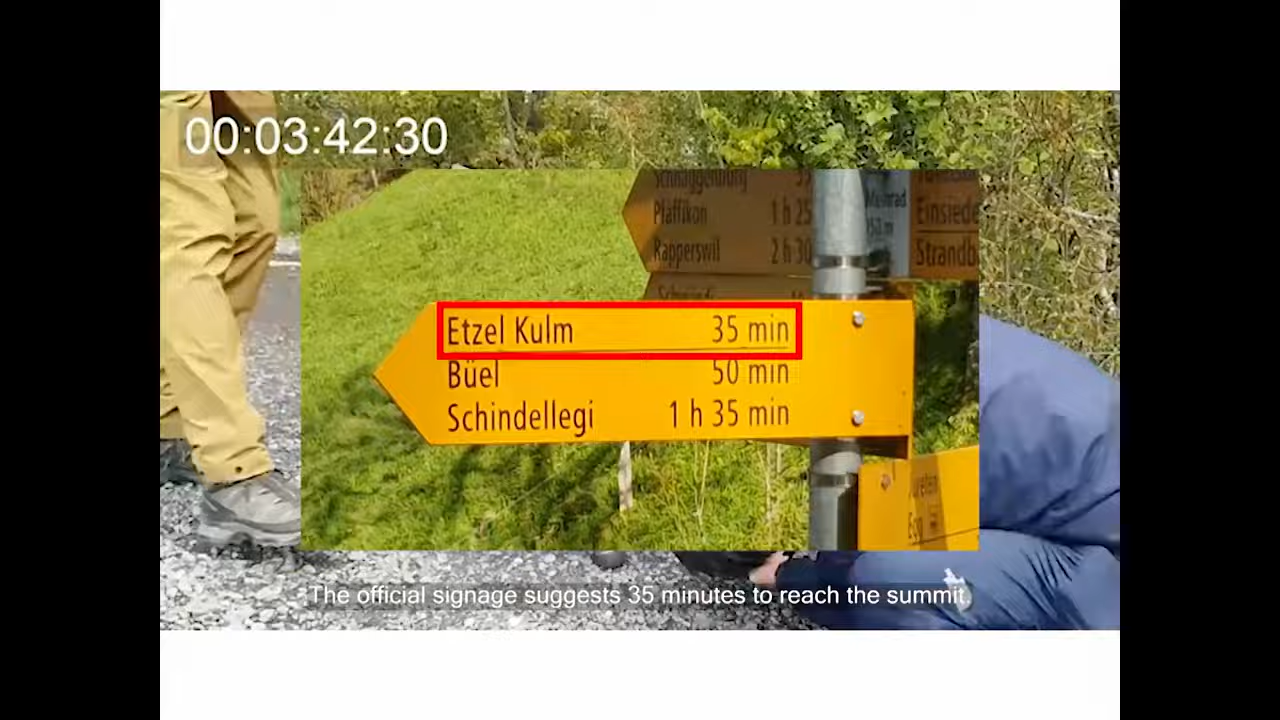 00:03:42:30
Pfäffikon 1 h 25
Rapperswil 2 h 30
Etzel Kulm 35 min
Büel 50 min
Schindellegi 1 h 35 min
The official signage suggests 35 minutes to reach the summit.